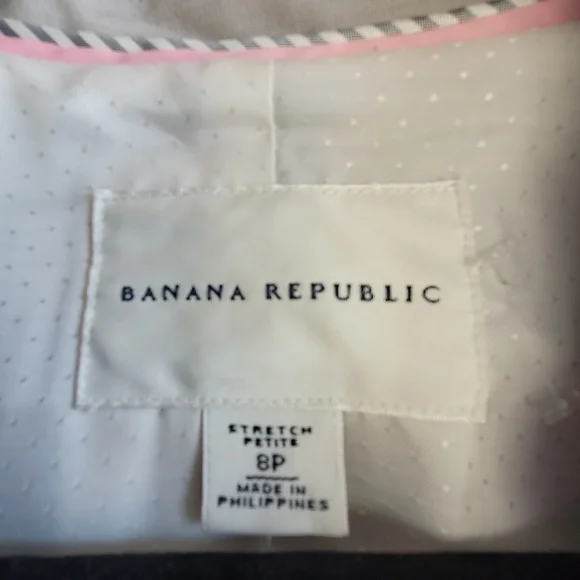 BANANA REPUBLIC
STRETCH
PETITE
8P
MADE IN
PHILIPPINES